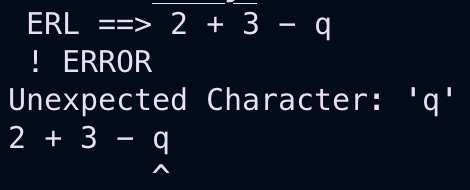 ERL ==> 2 + 3 − q
! ERROR
Unexpected Character: 'q'
2 + 3 − q
^